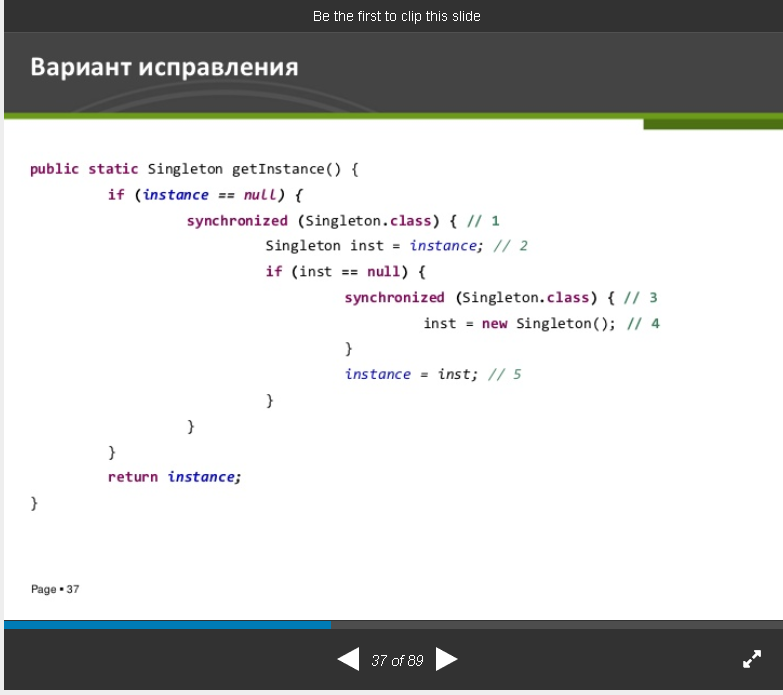 Be the first to clip this slide
Вариант исправления
public static Singleton getInstance() {
if (instance == null) {
synchronized (Singleton.class) { // 1
Singleton inst = instance; // 2
if (inst == null) {
synchronized (Singleton.class) { // 3
inst = new Singleton(); // 4
}
instance = inst; // 5
}
}
}
return instance;
}
Page ▪ 37
37 of 89